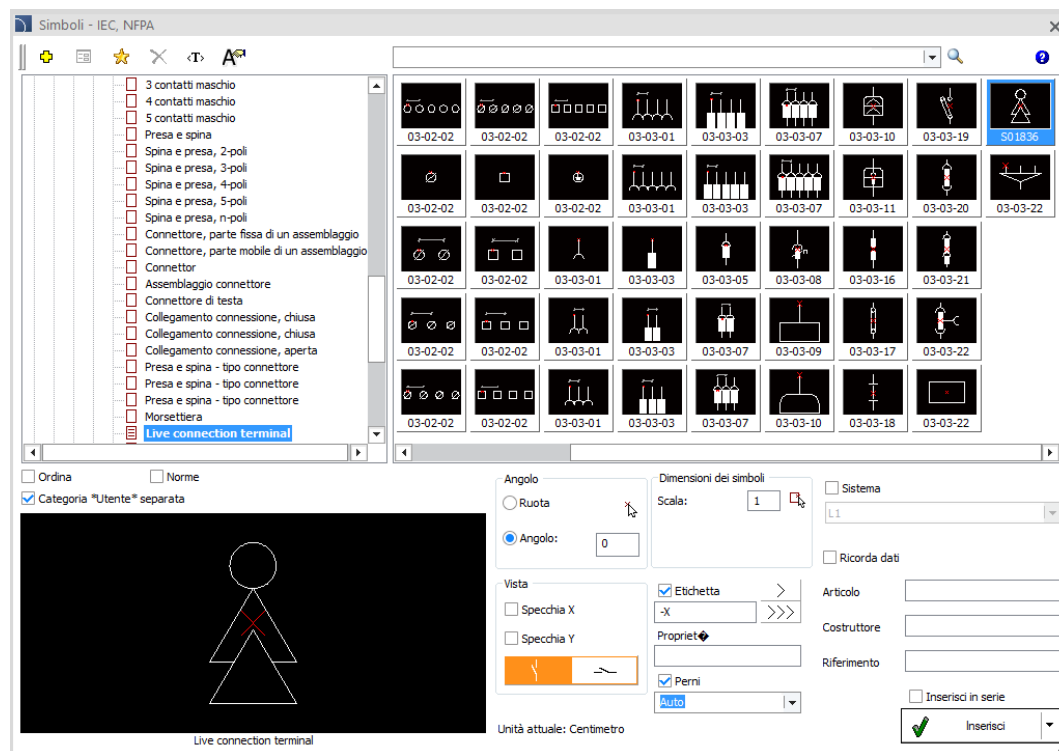 Simboli - IEC, NFPA
‹T›
A
3 contatti maschio
4 contatti maschio
5 contatti maschio
Presa e spina
Spina e presa, 2-poli
Spina e presa, 3-poli
Spina e presa, 4-poli
Spina e presa, 5-poli
Spina e presa, n-poli
Connettore, parte fissa di un assemblaggio
Connettore, parte mobile di un assemblaggio
Connettor
Assemblaggio connettore
Connettore di testa
Collegamento connessione, chiusa
Collegamento connessione, chiusa
Collegamento connessione, aperta
Presa e spina - tipo connettore
Presa e spina - tipo connettore
Presa e spina - tipo connettore
Morsettiera
Live connection terminal
03-02-02 03-02-02 03-02-02 03-03-01 03-03-03 03-03-07 03-03-10 03-03-19 S01836
03-02-02 03-02-02 03-02-02 03-03-01 03-03-03 03-03-07 03-03-11 03-03-20 03-03-22
03-02-02 03-02-02 03-03-01 03-03-03 03-03-05 03-03-08 03-03-16 03-03-21
03-02-02 03-02-02 03-03-01 03-03-03 03-03-07 03-03-09 03-03-17 03-03-22
03-02-02 03-02-02 03-03-01 03-03-03 03-03-07 03-03-10 03-03-18 03-03-22
Ordina
Norme
Categoria *Utente* separata
Live connection terminal
Angolo
Ruota
Angolo:
0
Vista
Specchia X
Specchia Y
Unità attuale: Centimetro
Dimensioni dei simboli
Scala:
1
Etichetta
>
-X
>>>
Propriet�
Perni
Auto
Sistema
L1
Ricorda dati
Articolo
Costruttore
Riferimento
Inserisci in serie
Inserisci